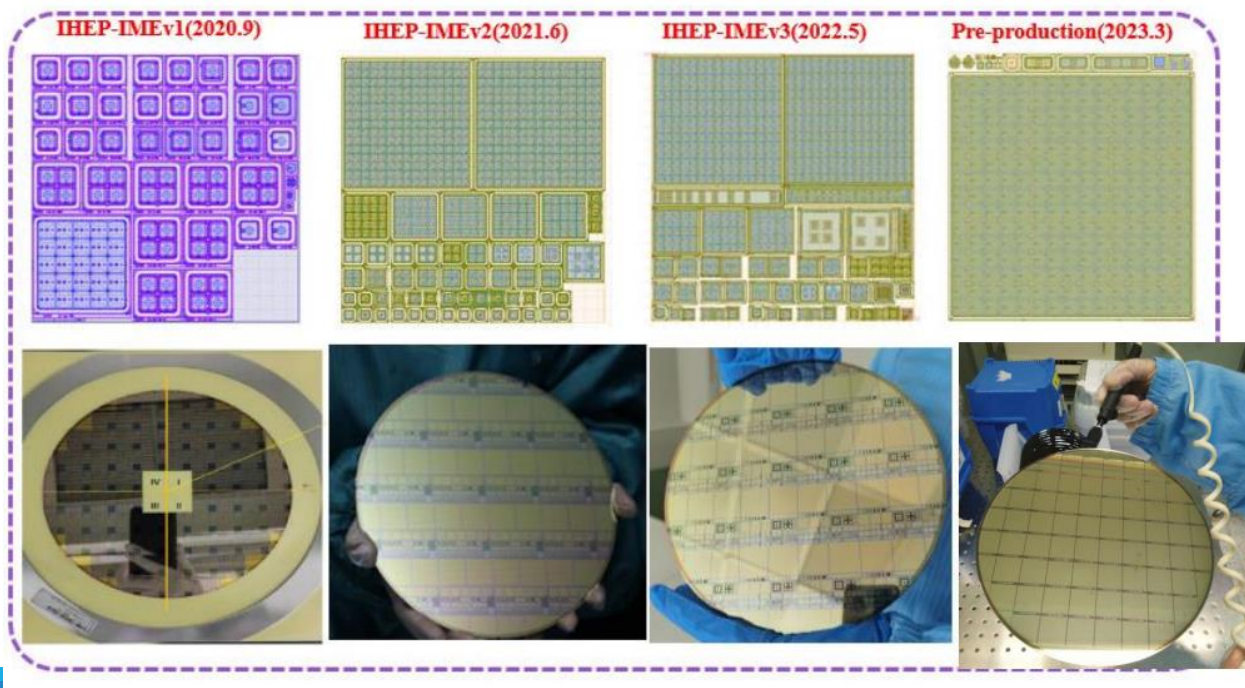 IHEP-IMEv1(2020.9)
IHEP-IMEv2(2021.6)
IHEP-IMEv3(2022.5)
Pre-production(2023.3)
IV I
III II